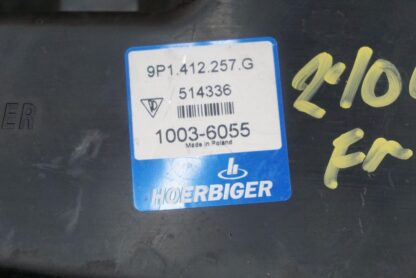 9P1.412.257.G
514336
1003-6055
Made in Poland
HOERBIGER
Fr